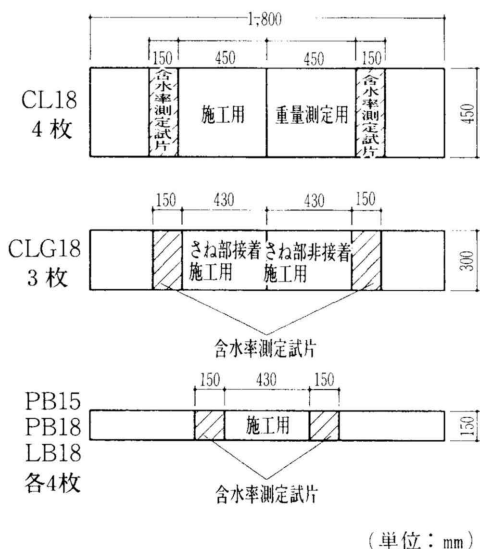 1,800
150 450 450 150
CL18
4枚
含水率測定試片
施工用
重量測定用
含水率測定試片
450
150 430 430 150
CLG18
3枚
さね部接着
施工用
さね部非接着
施工用
300
含水率測定試片
150 430 150
PB15
PB18
LB18
各4枚
施工用
150
含水率測定試片
(単位:mm)